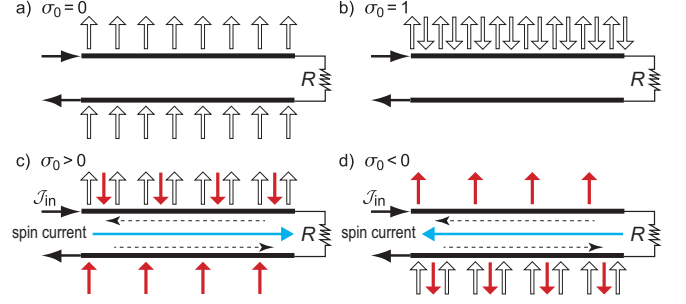 a) σ₀ = 0
b) σ₀ = 1
R
R
c) σ₀ > 0
d) σ₀ < 0
𝒥in
𝒥in
spin current
spin current
R
R